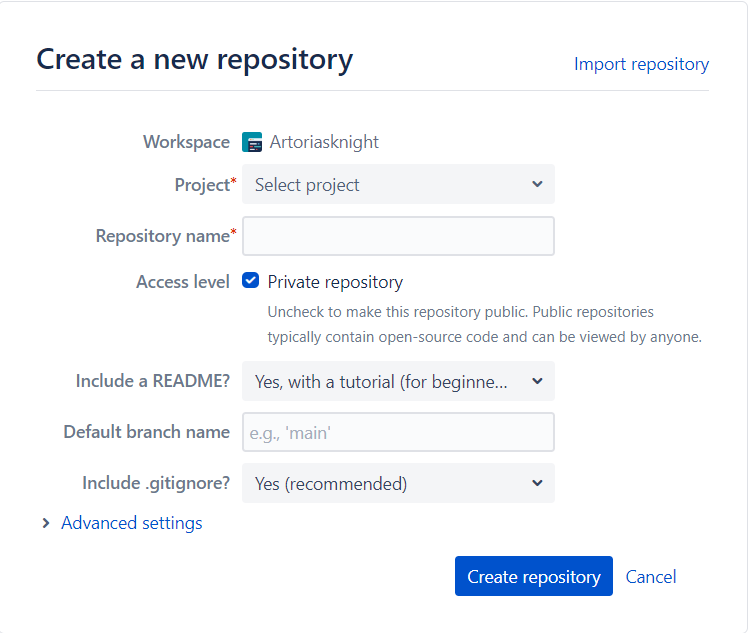 Create a new repository
Import repository
Workspace Artoriasknight
Project* Select project
Repository name*
Access level Private repository
Uncheck to make this repository public. Public repositories
typically contain open-source code and can be viewed by anyone.
Include a README? Yes, with a tutorial (for beginne...
Default branch name e.g., 'main'
Include .gitignore? Yes (recommended)
Advanced settings
Create repository Cancel